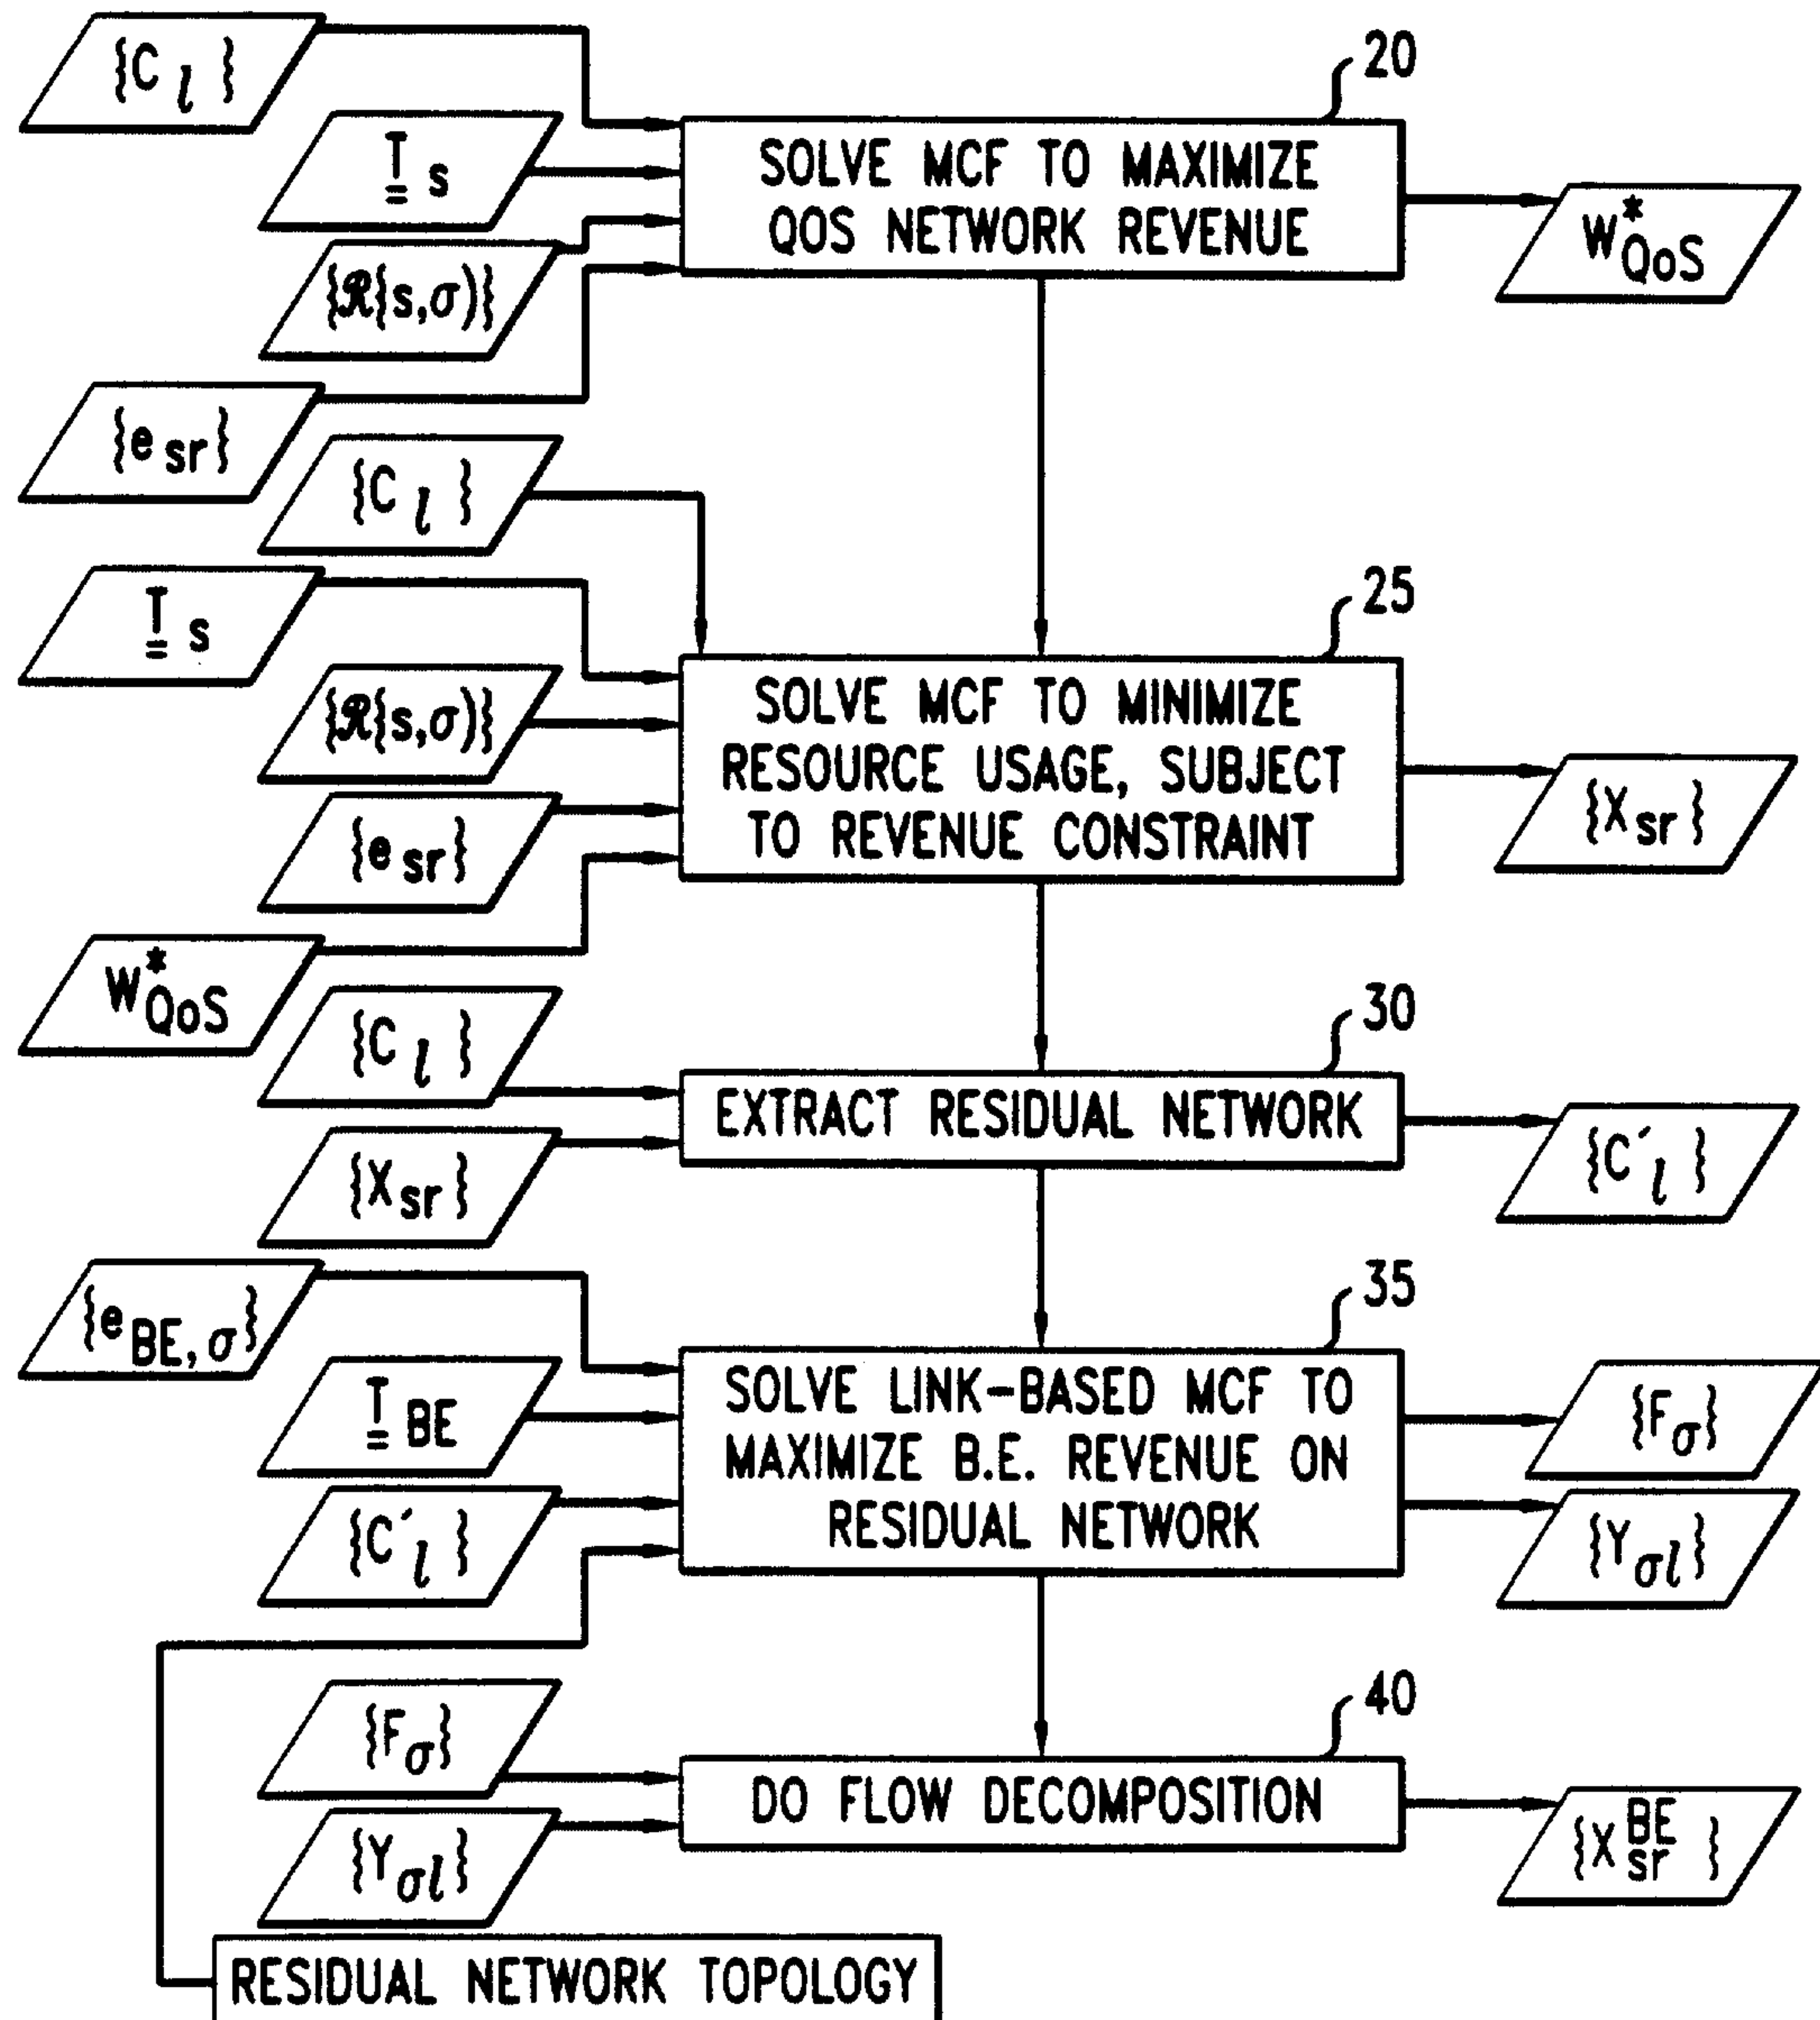 {C l}
20
T s
SOLVE MCF TO MAXIMIZE
QOS NETWORK REVENUE
W*QoS
{ℛ{s,σ)}
{e sr}
{C l}
25
T s
SOLVE MCF TO MINIMIZE
RESOURCE USAGE, SUBJECT
TO REVENUE CONSTRAINT
{ℛ{s,σ)}
{X sr}
{e sr}
W*QoS
30
{C l}
EXTRACT RESIDUAL NETWORK
{C´l}
{X sr}
35
{e BE, σ}
T BE
SOLVE LINK-BASED MCF TO
MAXIMIZE B.E. REVENUE ON
RESIDUAL NETWORK
{Fσ}
{C´l}
{Yσl}
40
{Fσ}
DO FLOW DECOMPOSITION
{X BE sr}
{Yσl}
RESIDUAL NETWORK TOPOLOGY